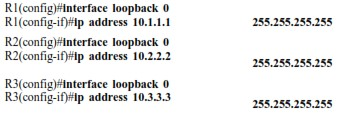 R1(config)#interface loopback 0
R1(config-if)#ip address 10.1.1.1 255.255.255.255
R2(config)#interface loopback 0
R2(config-if)#ip address 10.2.2.2 255.255.255.255
R3(config)#interface loopback 0
R3(config-if)#ip address 10.3.3.3 255.255.255.255